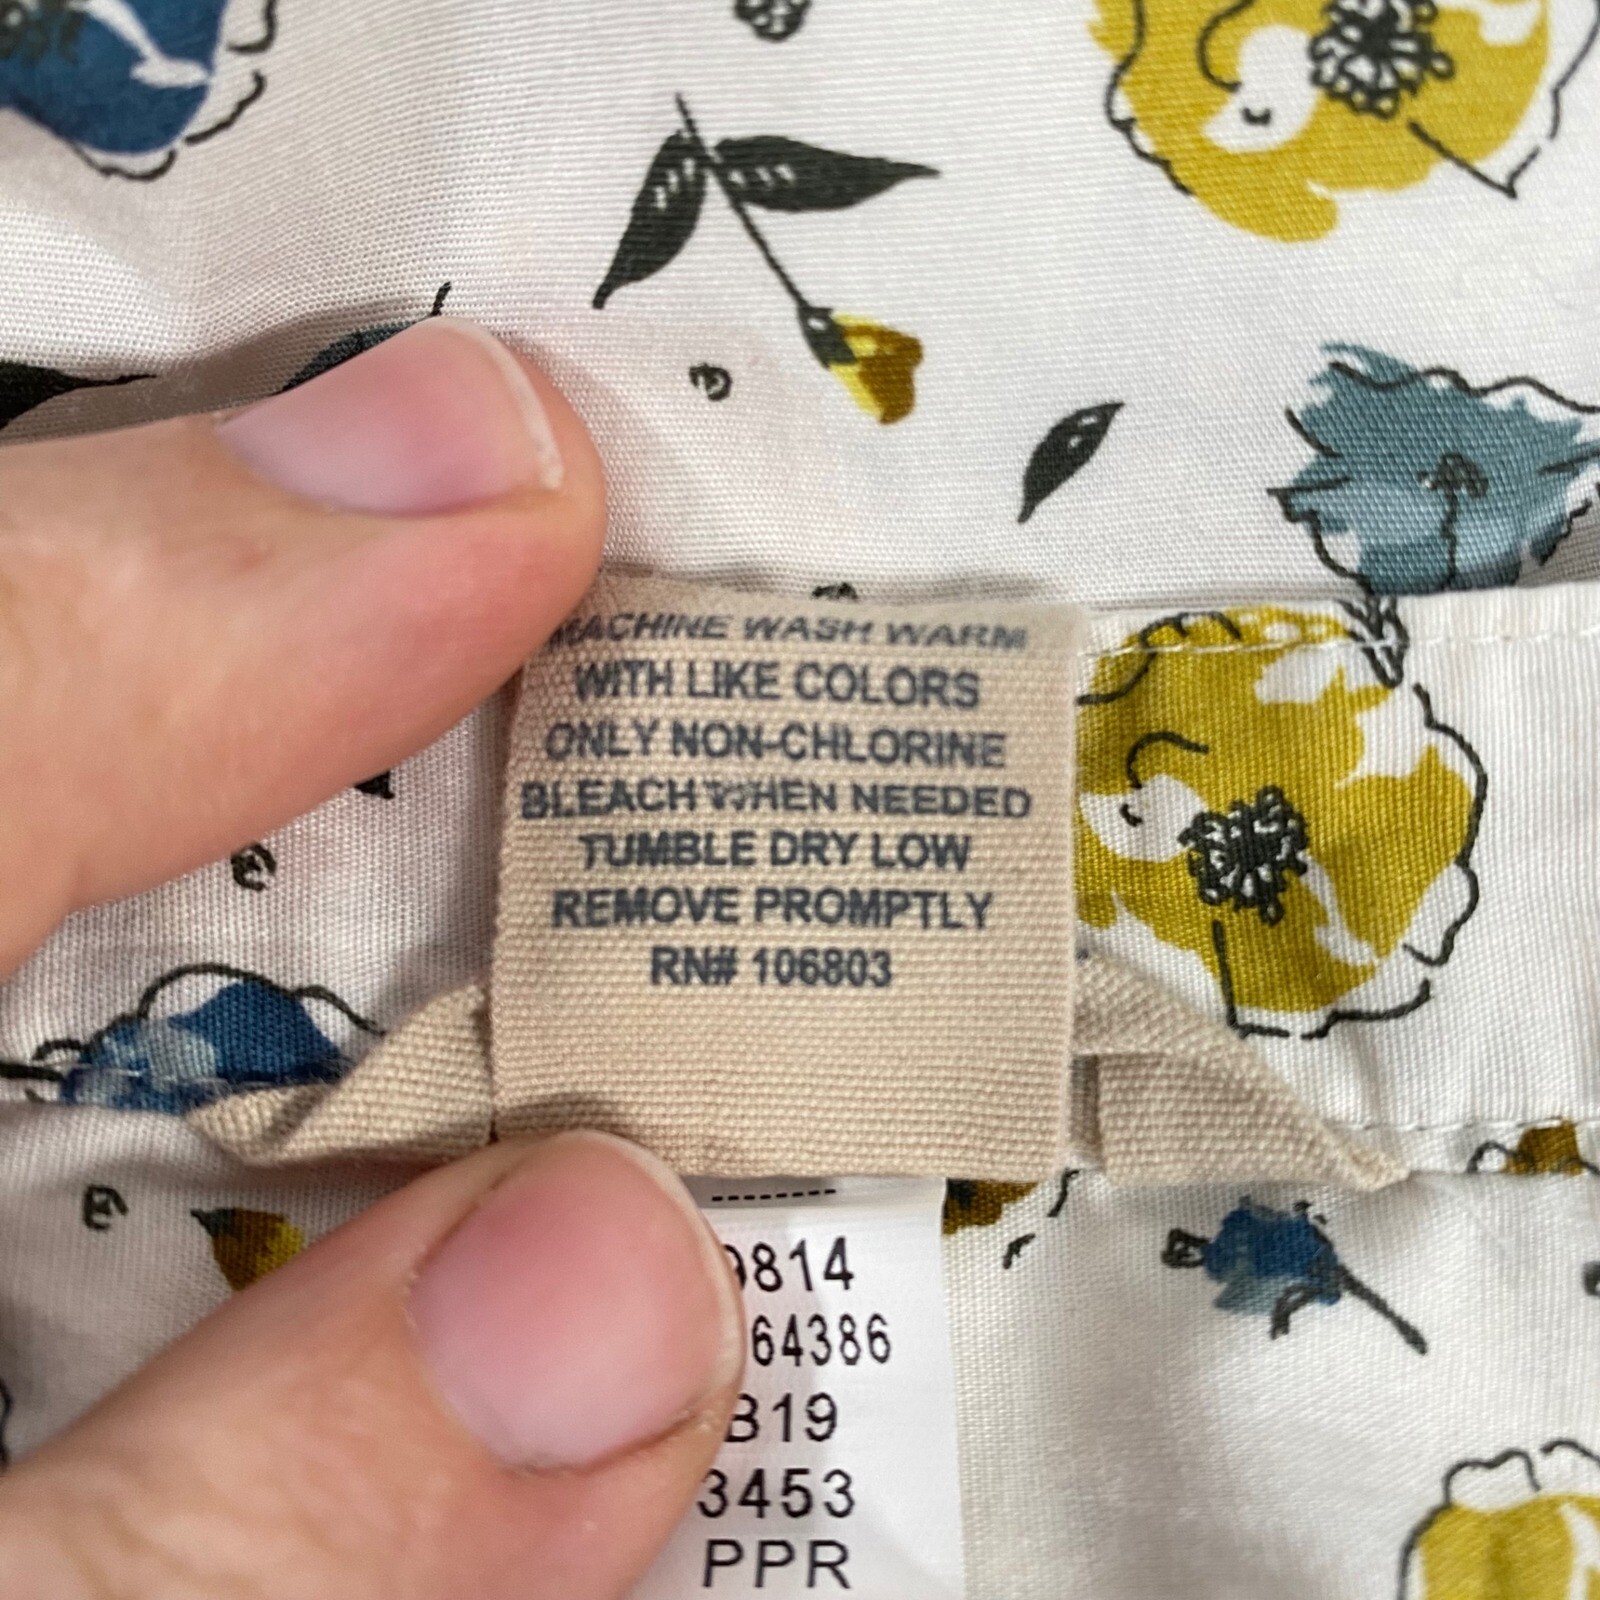 MACHINE WASH WARM
WITH LIKE COLORS
ONLY NON-CHLORINE
BLEACH WHEN NEEDED
TUMBLE DRY LOW
REMOVE PROMPTLY
RN# 106803
--------
9814
64386
B19
3453
PPR